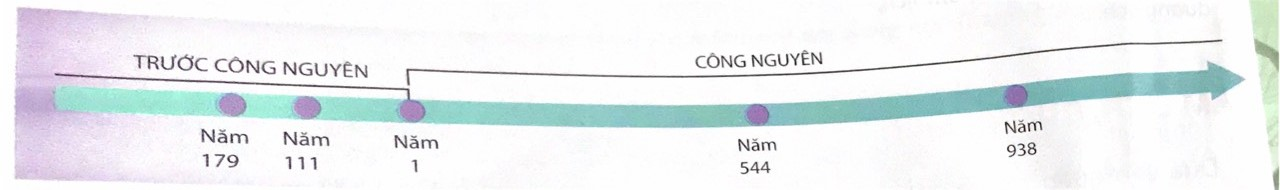 TRƯỚC CÔNG NGUYÊN
CÔNG NGUYÊN
Năm
179
Năm
111
Năm
1
Năm
544
Năm
938